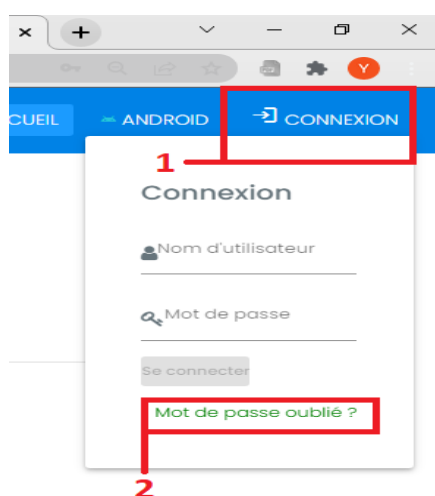 Y
CUEIL ANDROID CONNEXION
1
Connexion
Nom d'utilisateur
Mot de passe
Se connecter
Mot de passe oublié ?
2